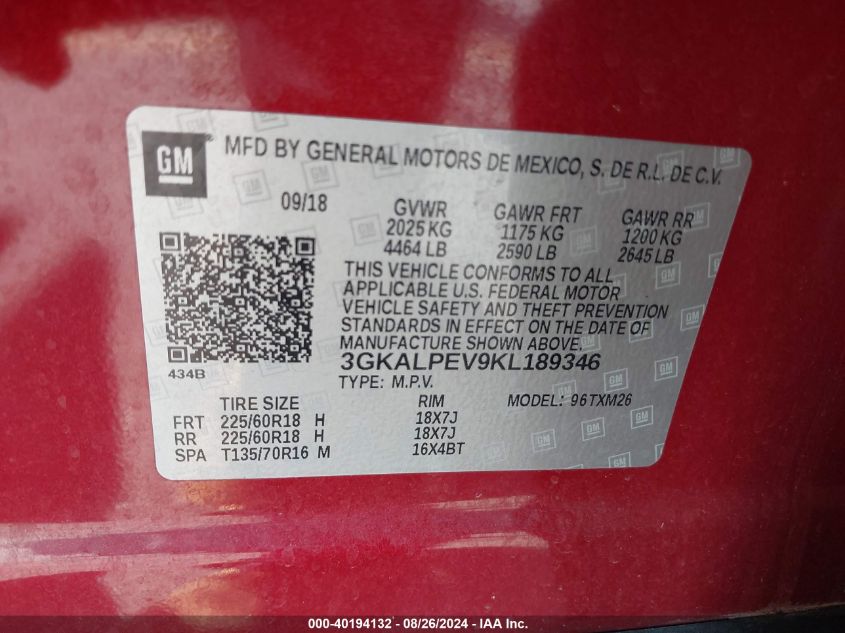 GM MFD BY GENERAL MOTORS DE MEXICO, S. DE R.L. DE C.V.
09/18 GVWR GAWR FRT GAWR RR
2025 KG 1175 KG 1200 KG
4464 LB 2590 LB 2645 LB
THIS VEHICLE CONFORMS TO ALL
APPLICABLE U.S. FEDERAL MOTOR
VEHICLE SAFETY AND THEFT PREVENTION
STANDARDS IN EFFECT ON THE DATE OF
MANUFACTURE SHOWN ABOVE.
434B 3GKALPEV9KL189346
TYPE: M.P.V. MODEL: 96TXM26
TIRE SIZE RIM
FRT 225/60R18 H 18X7J
RR 225/60R18 H 18X7J
SPA T135/70R16 M 16X4BT
000-40194132 - 08/26/2024 - IAA Inc.